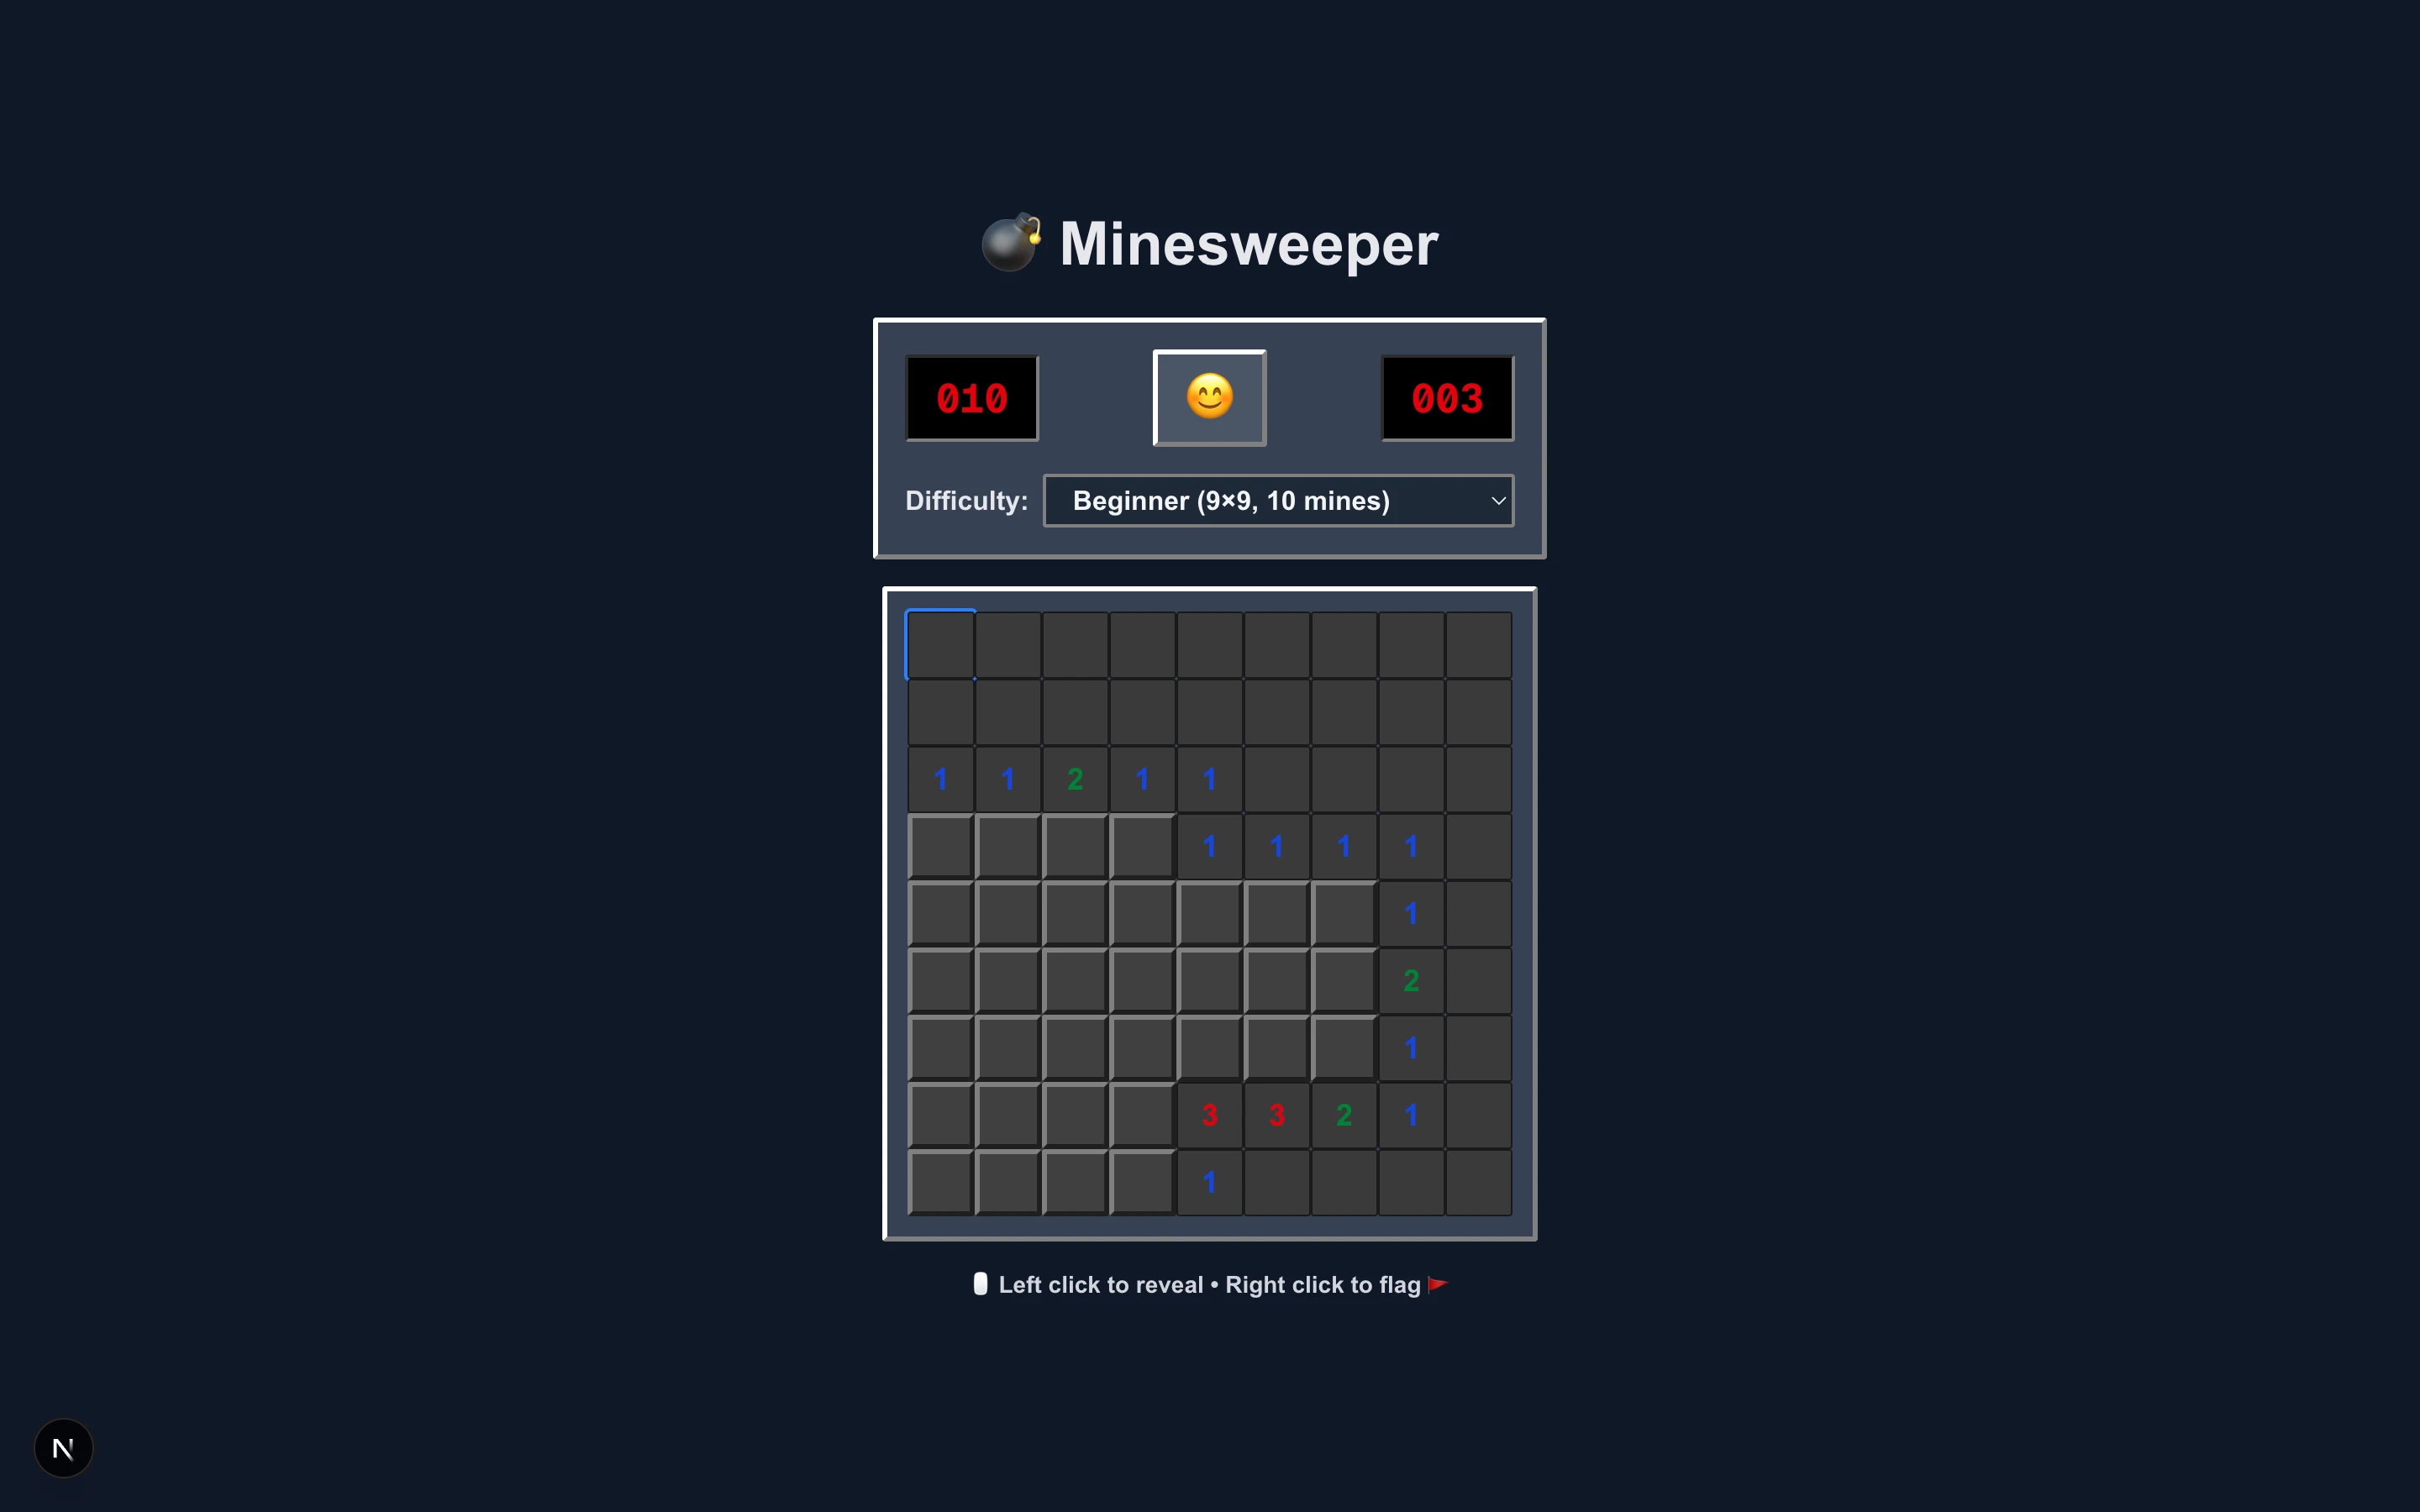 💣 Minesweeper
010 😊 003
Difficulty: Beginner (9×9, 10 mines)
1 1 2 1 1
1 1 1 1
1
2
1
3 3 2 1
1
Left click to reveal • Right click to flag 🚩
N